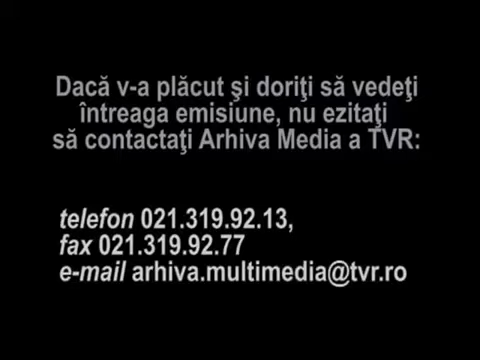 Dacă v-a plăcut şi doriţi să vedeţi
întreaga emisiune, nu ezitaţi
să contactaţi Arhiva Media a TVR:
telefon 021.319.92.13,
fax 021.319.92.77
e-mail arhiva.multimedia@tvr.ro